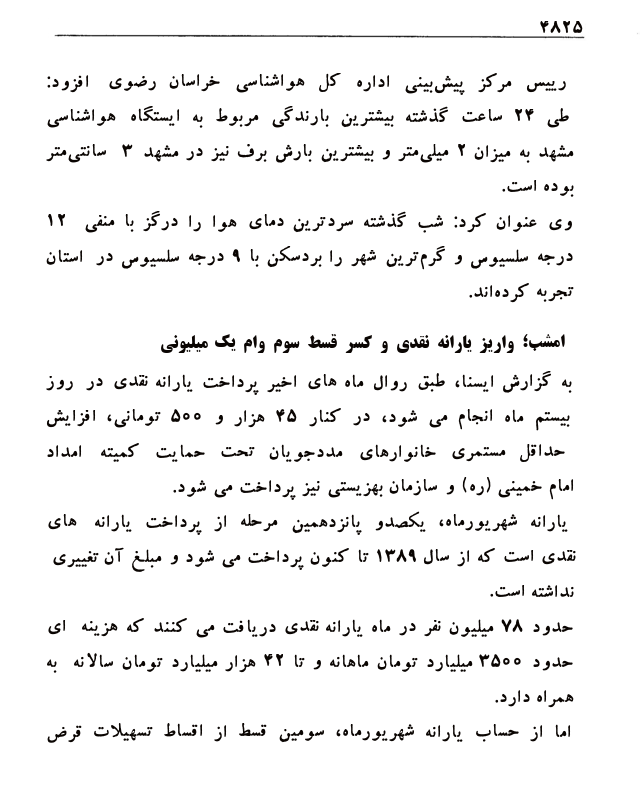 ۴۸۲۵
رییس مرکز پیش‌بینی اداره کل هواشناسی خراسان رضوی افزود:
طی ۲۴ ساعت گذشته بیشترین بارندگی مربوط به ایستگاه هواشناسی
مشهد به میزان ۲ میلی‌متر و بیشترین بارش برف نیز در مشهد ۳ سانتی‌متر
بوده است.
وی عنوان کرد: شب گذشته سردترین دمای هوا را درگز با منفی ۱۲
درجه سلسیوس و گرم‌ترین شهر را بردسکن با ۹ درجه سلسیوس در استان
تجربه کرده‌اند.
امشب؛ واریز یارانه نقدی و کسر قسط سوم وام یک میلیونی
به گزارش ایسنا، طبق روال ماه های اخیر پرداخت یارانه نقدی در روز
بیستم ماه انجام می شود، در کنار ۴۵ هزار و ۵۰۰ تومانی، افزایش
حداقل مستمری خانوارهای مددجویان تحت حمایت کمیته امداد
امام خمینی (ره) و سازمان بهزیستی نیز پرداخت می شود.
یارانه شهریورماه، یکصدو پانزدهمین مرحله از پرداخت یارانه های
نقدی است که از سال ۱۳۸۹ تا کنون پرداخت می شود و مبلغ آن تغییری
نداشته است.
حدود ۷۸ میلیون نفر در ماه یارانه نقدی دریافت می کنند که هزینه ای
حدود ۳۵۰۰ میلیارد تومان ماهانه و تا ۴۲ هزار میلیارد تومان سالانه به
همراه دارد.
اما از حساب یارانه شهریورماه، سومین قسط از اقساط تسهیلات قرض